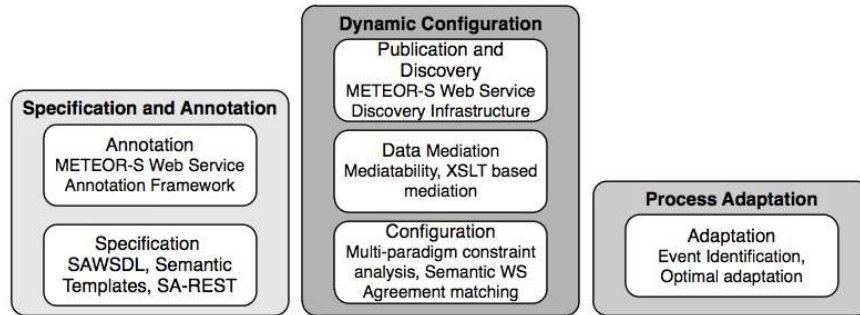 Specification and Annotation
Annotation
METEOR-S Web Service
Annotation Framework
Specification
SAWSDL, Semantic
Templates, SA-REST
Dynamic Configuration
Publication and
Discovery
METEOR-S Web Service
Discovery Infrastructure
Data Mediation
Mediatability, XSLT based
mediation
Configuration
Multi-paradigm constraint
analysis, Semantic WS
Agreement matching
Process Adaptation
Adaptation
Event Identification,
Optimal adaptation